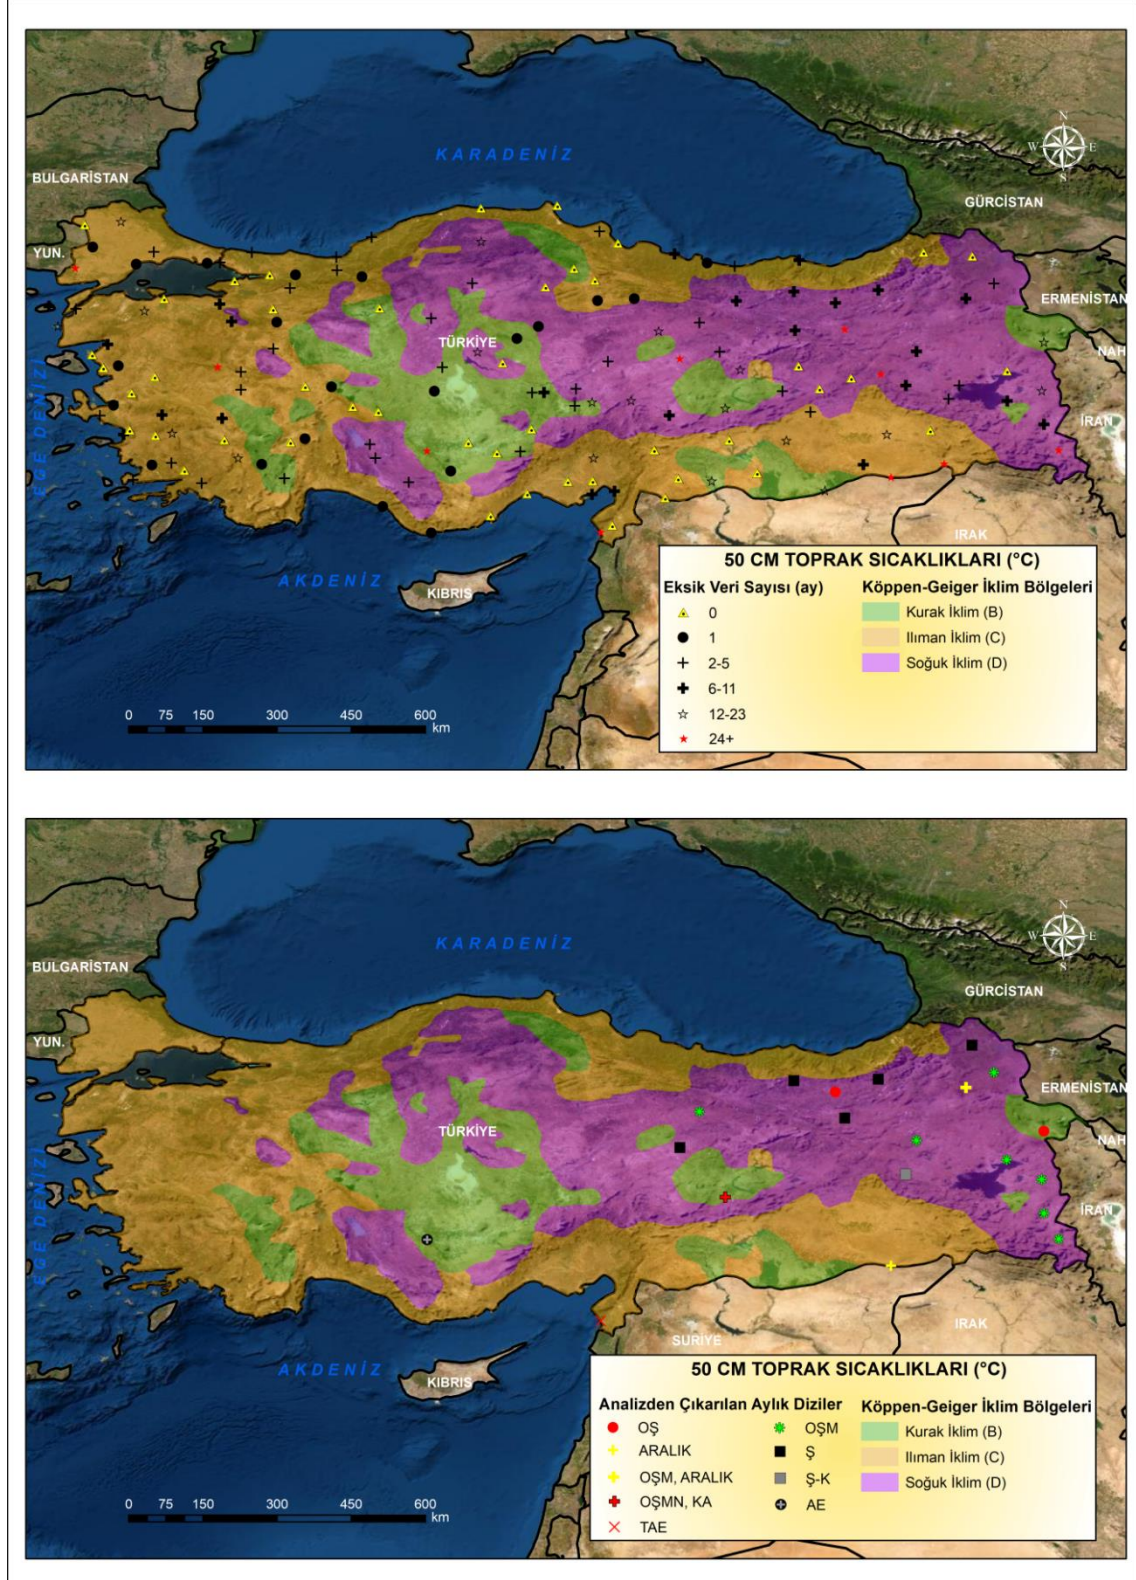 KARADENİZ
N
W E
S
BULGARİSTAN
GÜRCİSTAN
YUN.
ERMENİSTAN
TÜRKİYE
NAH
EGE DENİZİ
İRAN
IRAK
AKDENİZ
KIBRIS
50 CM TOPRAK SICAKLIKLARI (°C)
Eksik Veri Sayısı (ay)
0
1
2-5
6-11
12-23
24+
Köppen-Geiger İklim Bölgeleri
Kurak İklim (B)
Ilıman İklim (C)
Soğuk İklim (D)
0 75 150 300 450 600
km
KARADENİZ
N
W E
S
BULGARİSTAN
GÜRCİSTAN
YUN.
ERMENİSTAN
TÜRKİYE
NAH
EGE DENİZİ
İRAN
IRAK
SURİYE
AKDENİZ
KIBRIS
50 CM TOPRAK SICAKLIKLARI (°C)
Analizden Çıkarılan Aylık Diziler
OŞ
ARALIK
OŞM, ARALIK
OŞMN, KA
TAE
OŞM
Ş
Ş-K
AE
Köppen-Geiger İklim Bölgeleri
Kurak İklim (B)
Ilıman İklim (C)
Soğuk İklim (D)
0 75 150 300 450 600
km